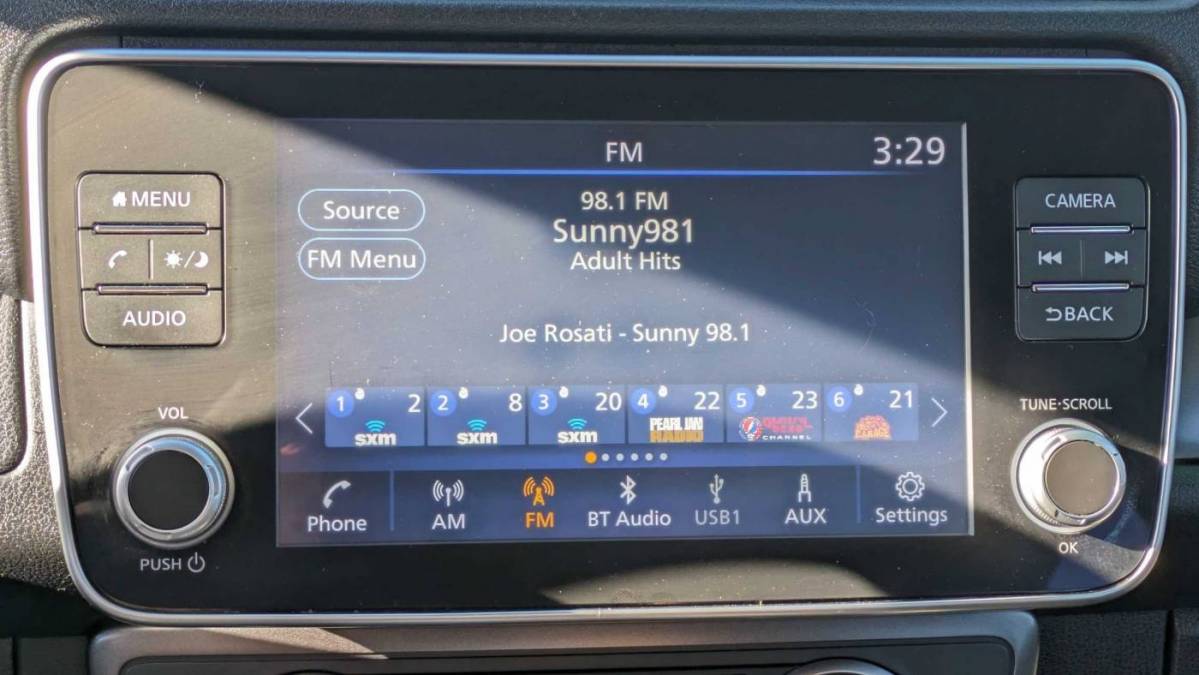 FM
3:29
MENU
AUDIO
VOL
PUSH
Source
FM Menu
98.1 FM
Sunny981
Adult Hits
Joe Rosati - Sunny 98.1
1 2 sxm
2 8 sxm
3 20 sxm
4 22 PEARL JAM RADIO
5 23 GRATEFUL DEAD CHANNEL
6 21
Phone
AM
FM
BT Audio
USB1
AUX
Settings
CAMERA
BACK
TUNE·SCROLL
OK